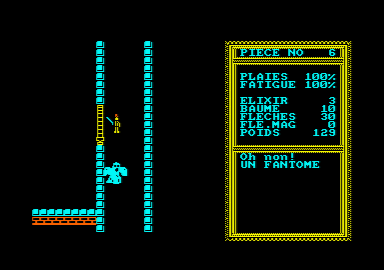 PIECE NO 6
PLAIES 100%
FATIGUE 100%
ELIXIR 3
BAUME 10
FLECHES 30
FLE.MAG 0
POIDS 129
Oh non!
UN FANTOME